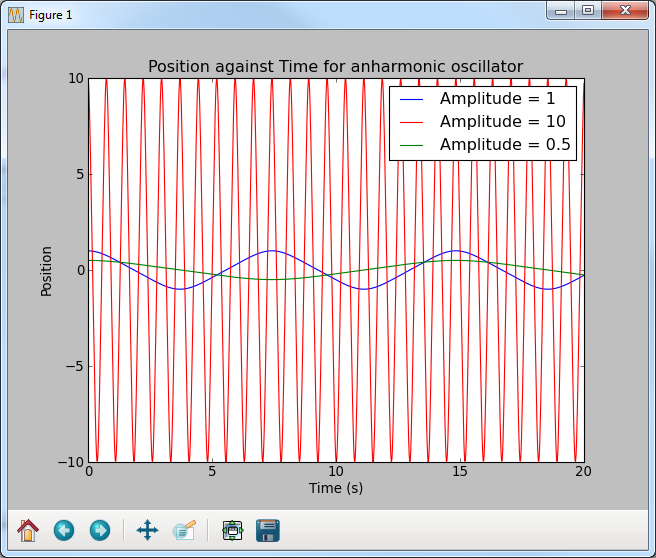 Figure 1
Position against Time for anharmonic oscillator
Amplitude = 1
Amplitude = 10
Amplitude = 0.5
10
5
0
−5
−10
Position
0 5 10 15 20
Time (s)